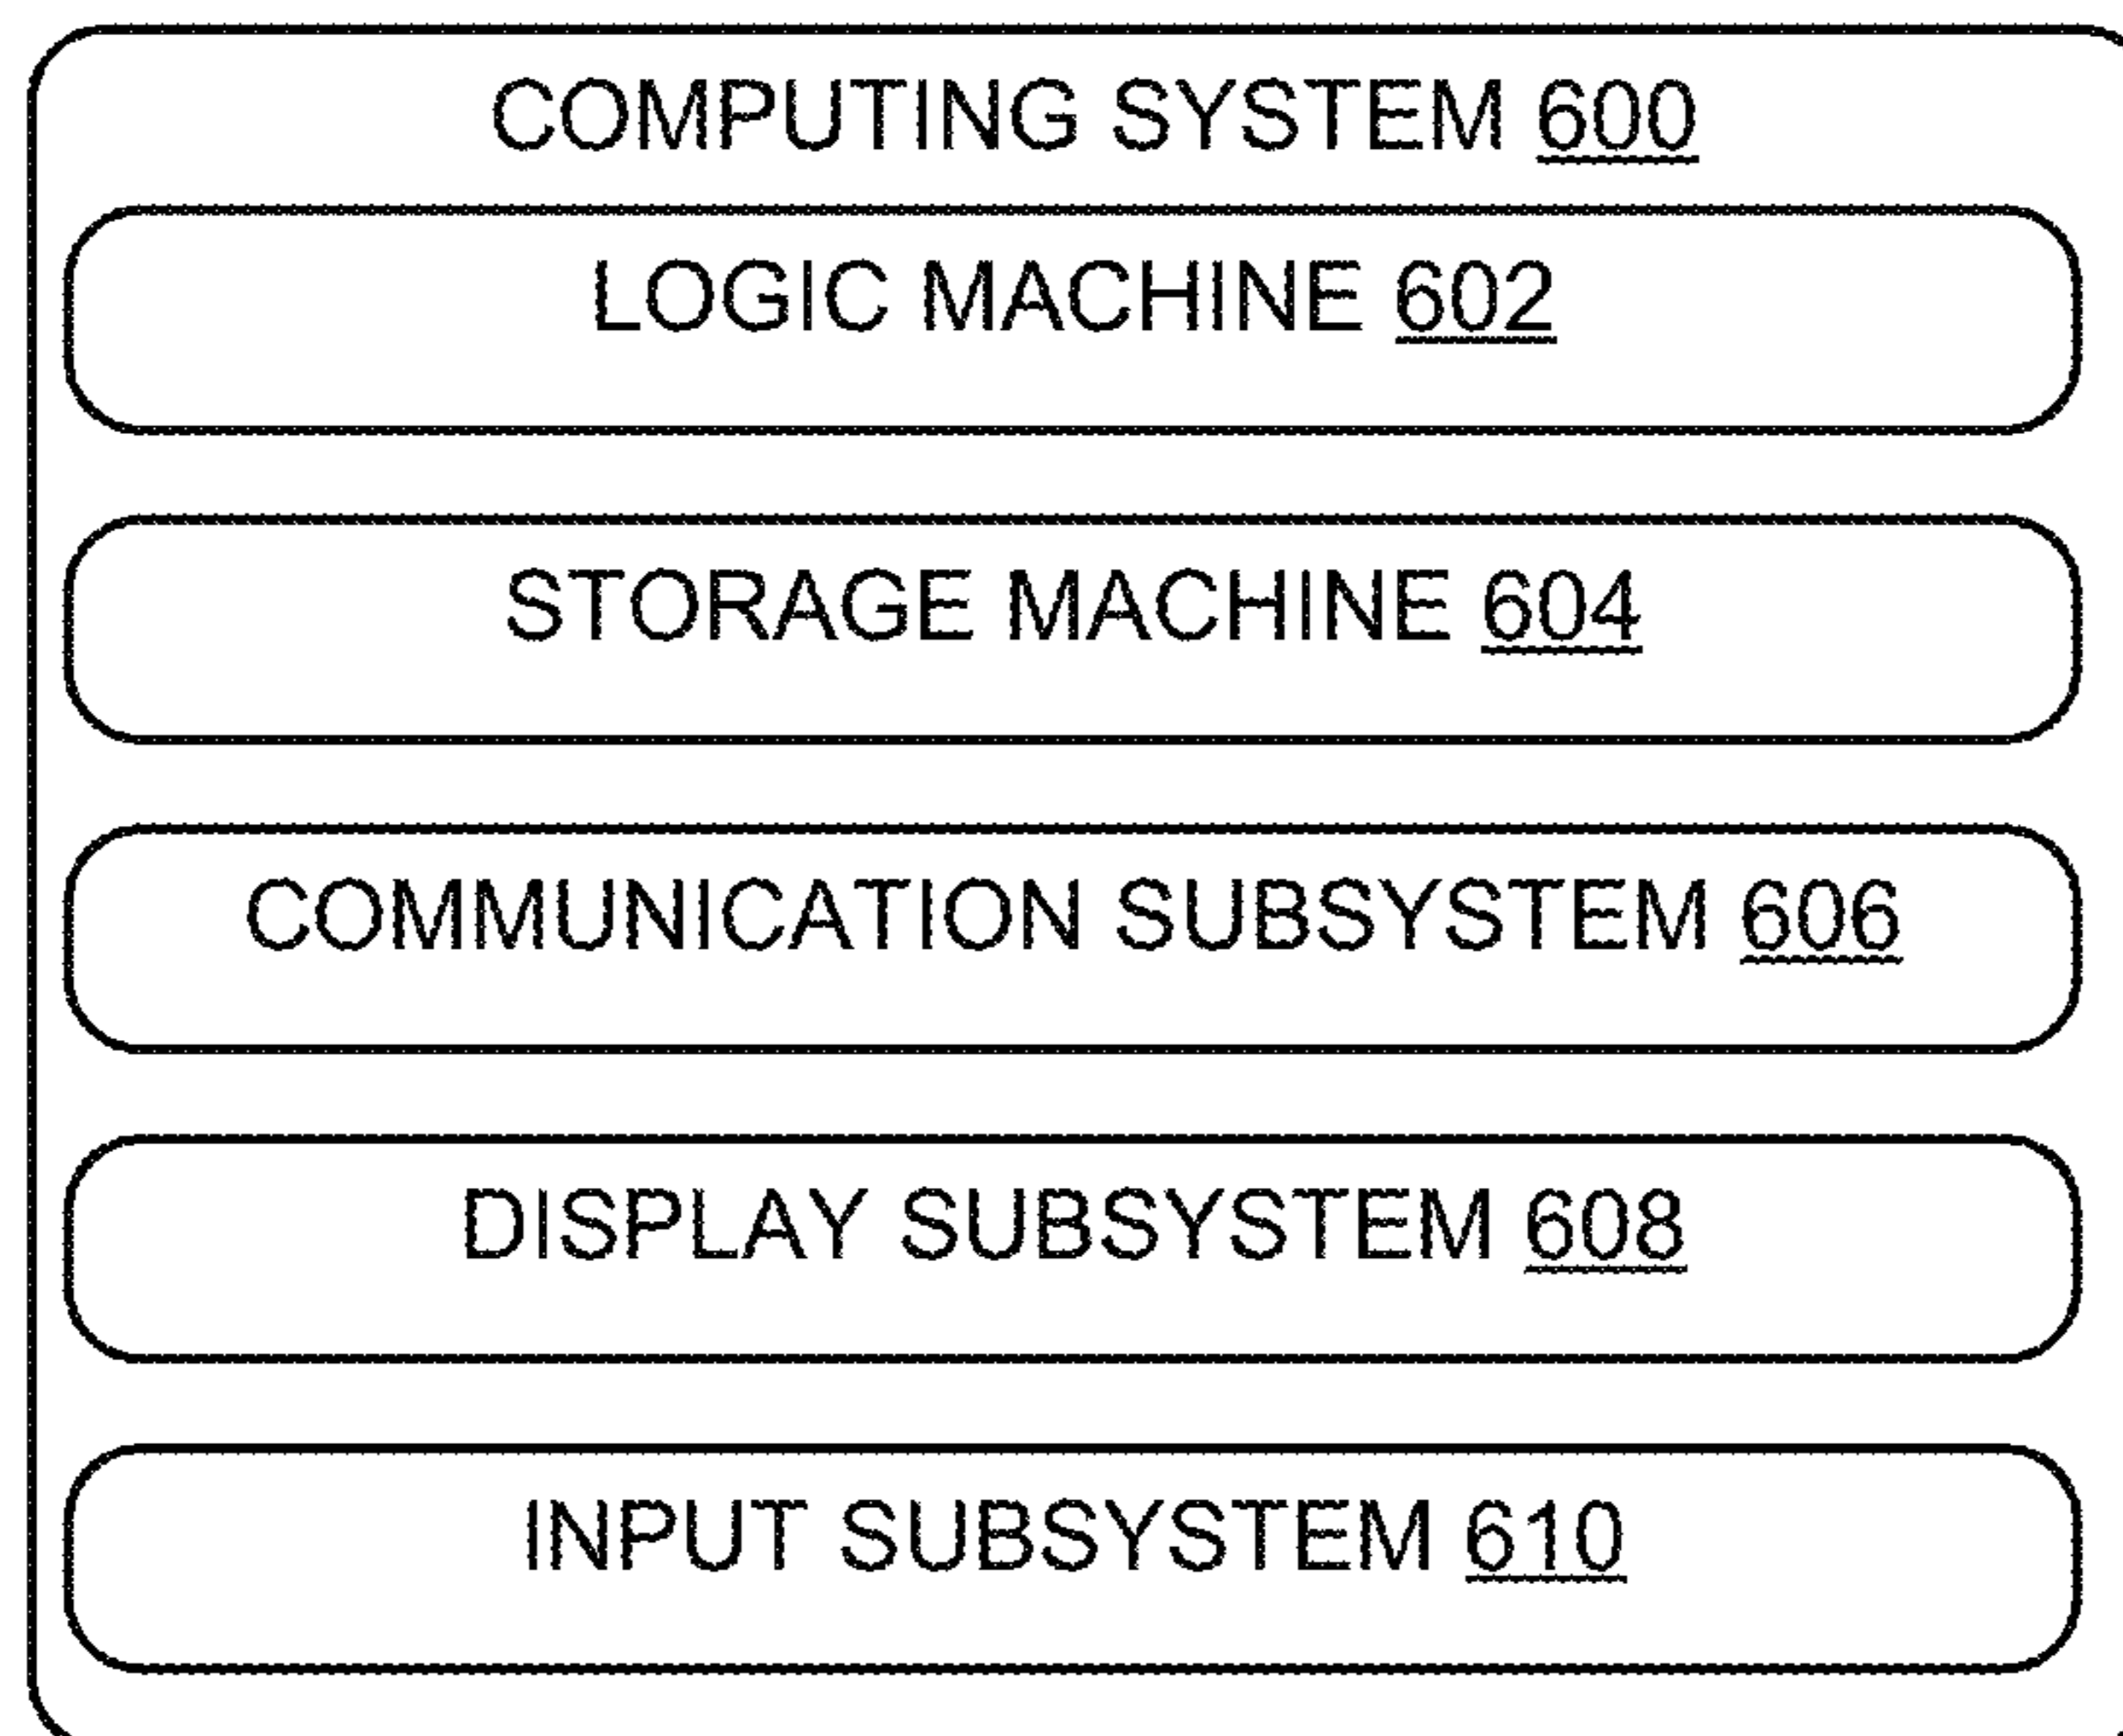 COMPUTING SYSTEM 600
LOGIC MACHINE 602
STORAGE MACHINE 604
COMMUNICATION SUBSYSTEM 606
DISPLAY SUBSYSTEM 608
INPUT SUBSYSTEM 610